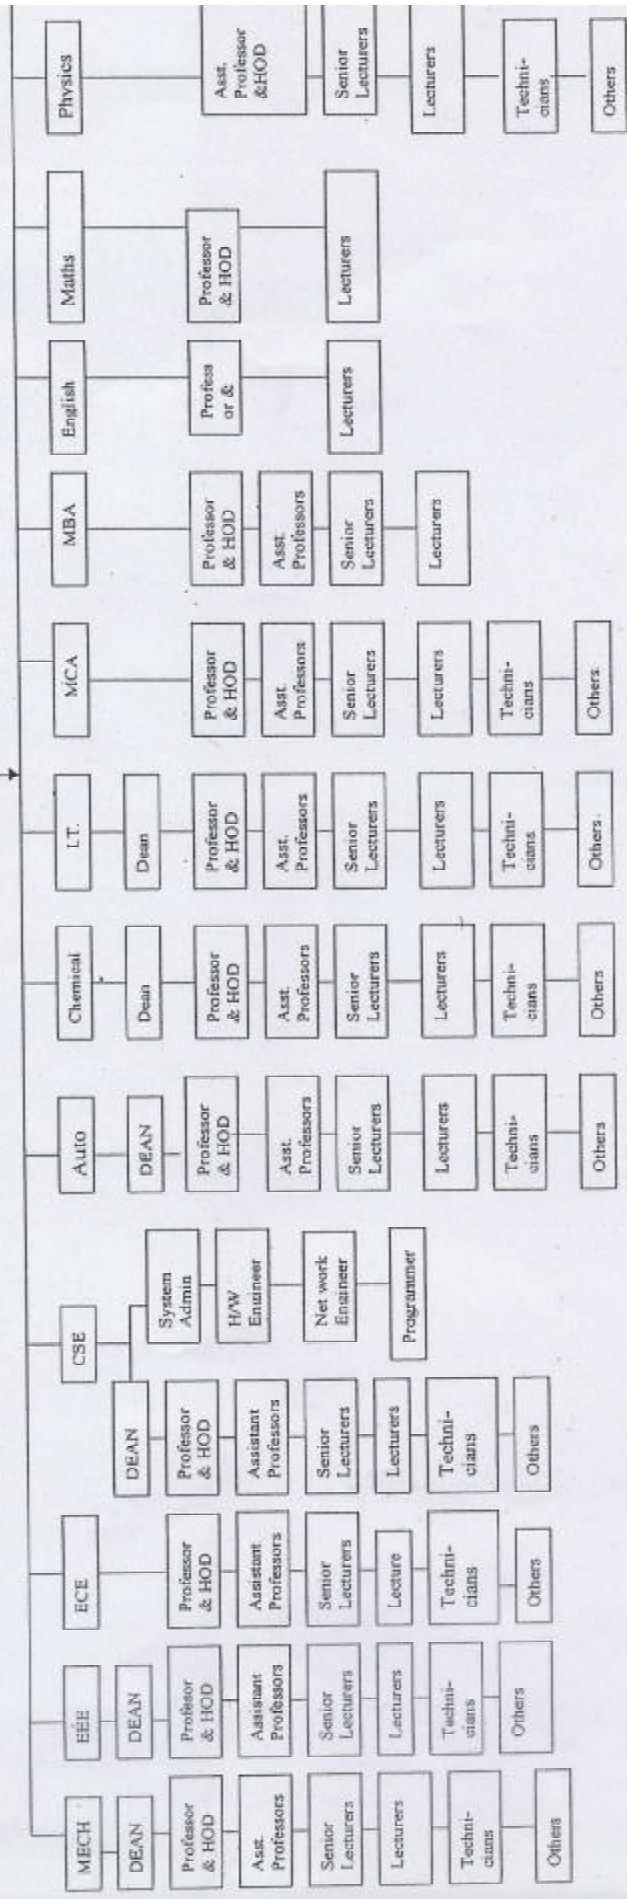 MECH
DEAN
Professor
& HOD
Asst.
Professors
Senior
Lecturers
Lecturers
Techni-
cians
Others
EEE
DEAN
Profesor
& HOD
Assistant
Professors
Senior
Lecturers
Lecturers
Techni-
cians
Others
ECE
Professor
& HOD
Assistant
Professors
Senior
Lecturers
Lecture
Techni-
cians
Others
CSE
DEAN
Professor
& HOD
Assistant
Professors
Senior
Lecturers
Lecturers
Techni-
cians
Others
System
Admin
H/W
Engineer
Net work
Engineer
Programmer
Auto
DEAN
Professor
& HOD
Asst.
Professors
Senior
Lecturers
Lecturers
Techni-
cians
Others
Chemical
Dean
Professor
& HOD
Asst.
Professors
Senior
Lecturers
Lecturers
Techni-
cians
Others
I.T.
Dean
Professor
& HOD
Asst.
Professors
Senior
Lecturers
Lecturers
Techni-
cians
Others
MCA
Professor
& HOD
Asst.
Professors
Senior
Lecturers
Lecturers
Techni-
cians
Others
MBA
Professor
& HOD
Asst.
Professors
Senior
Lecturers
Lecturers
English
Profess
or &
Lecturers
Maths
Professor
& HOD
Lecturers
Physics
Asst.
Professor
&HOD
Senior
Lecturers
Lecturers
Techni-
cians
Others